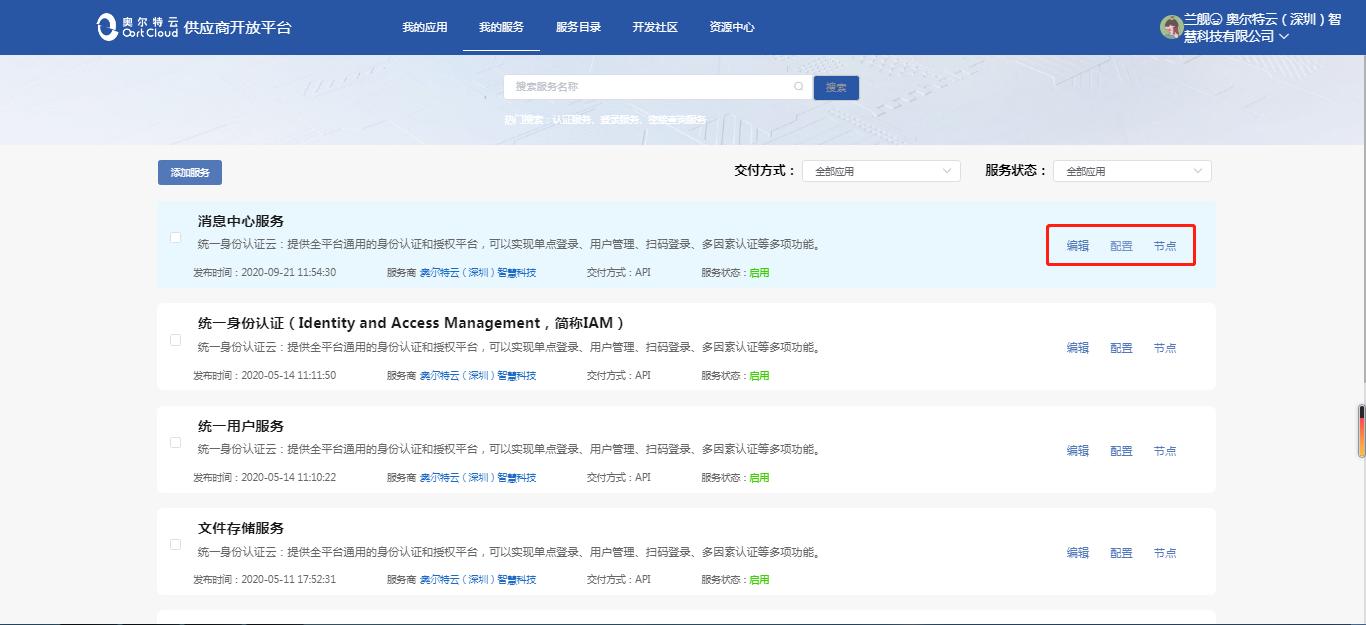 奥尔特云
OortCloud
供应商开放平台
我的应用 我的服务 服务目录 开发社区 资源中心
兰舰 奥尔特云（深圳）智
慧科技有限公司
搜索服务名称
搜索
热门搜索：认证服务、登录服务、密级查询服务
添加服务
交付方式： 全部应用 服务状态： 全部应用
消息中心服务
统一身份认证云：提供全平台通用的身份认证和授权平台，可以实现单点登录、用户管理、扫码登录、多因素认证等多项功能。
编辑 配置 节点
发布时间：2020-09-21 11:54:30 服务商 奥尔特云（深圳）智慧科技 交付方式：API 服务状态：启用
统一身份认证（Identity and Access Management，简称IAM）
统一身份认证云：提供全平台通用的身份认证和授权平台，可以实现单点登录、用户管理、扫码登录、多因素认证等多项功能。
编辑 配置 节点
发布时间：2020-05-14 11:11:50 服务商 奥尔特云（深圳）智慧科技 交付方式：API 服务状态：启用
统一用户服务
统一身份认证云：提供全平台通用的身份认证和授权平台，可以实现单点登录、用户管理、扫码登录、多因素认证等多项功能。
编辑 配置 节点
发布时间：2020-05-14 11:10:22 服务商 奥尔特云（深圳）智慧科技 交付方式：API 服务状态：启用
文件存储服务
统一身份认证云：提供全平台通用的身份认证和授权平台，可以实现单点登录、用户管理、扫码登录、多因素认证等多项功能。
编辑 配置 节点
发布时间：2020-05-11 17:52:31 服务商 奥尔特云（深圳）智慧科技 交付方式：API 服务状态：启用